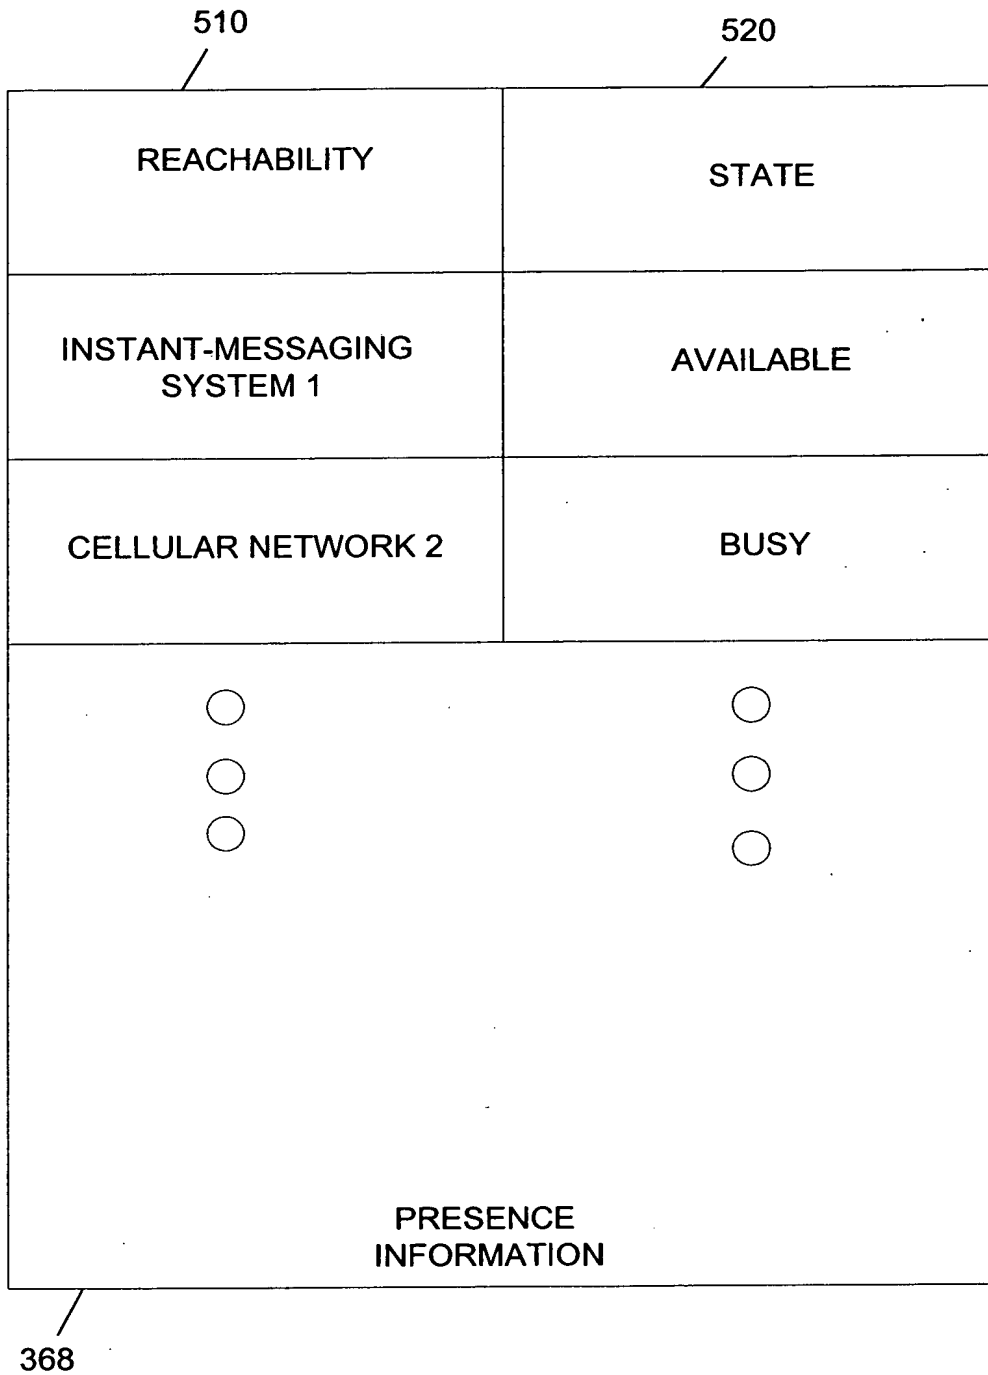 510
520
REACHABILITY
STATE
INSTANT-MESSAGING
SYSTEM 1
AVAILABLE
CELLULAR NETWORK 2
BUSY
PRESENCE
INFORMATION
368